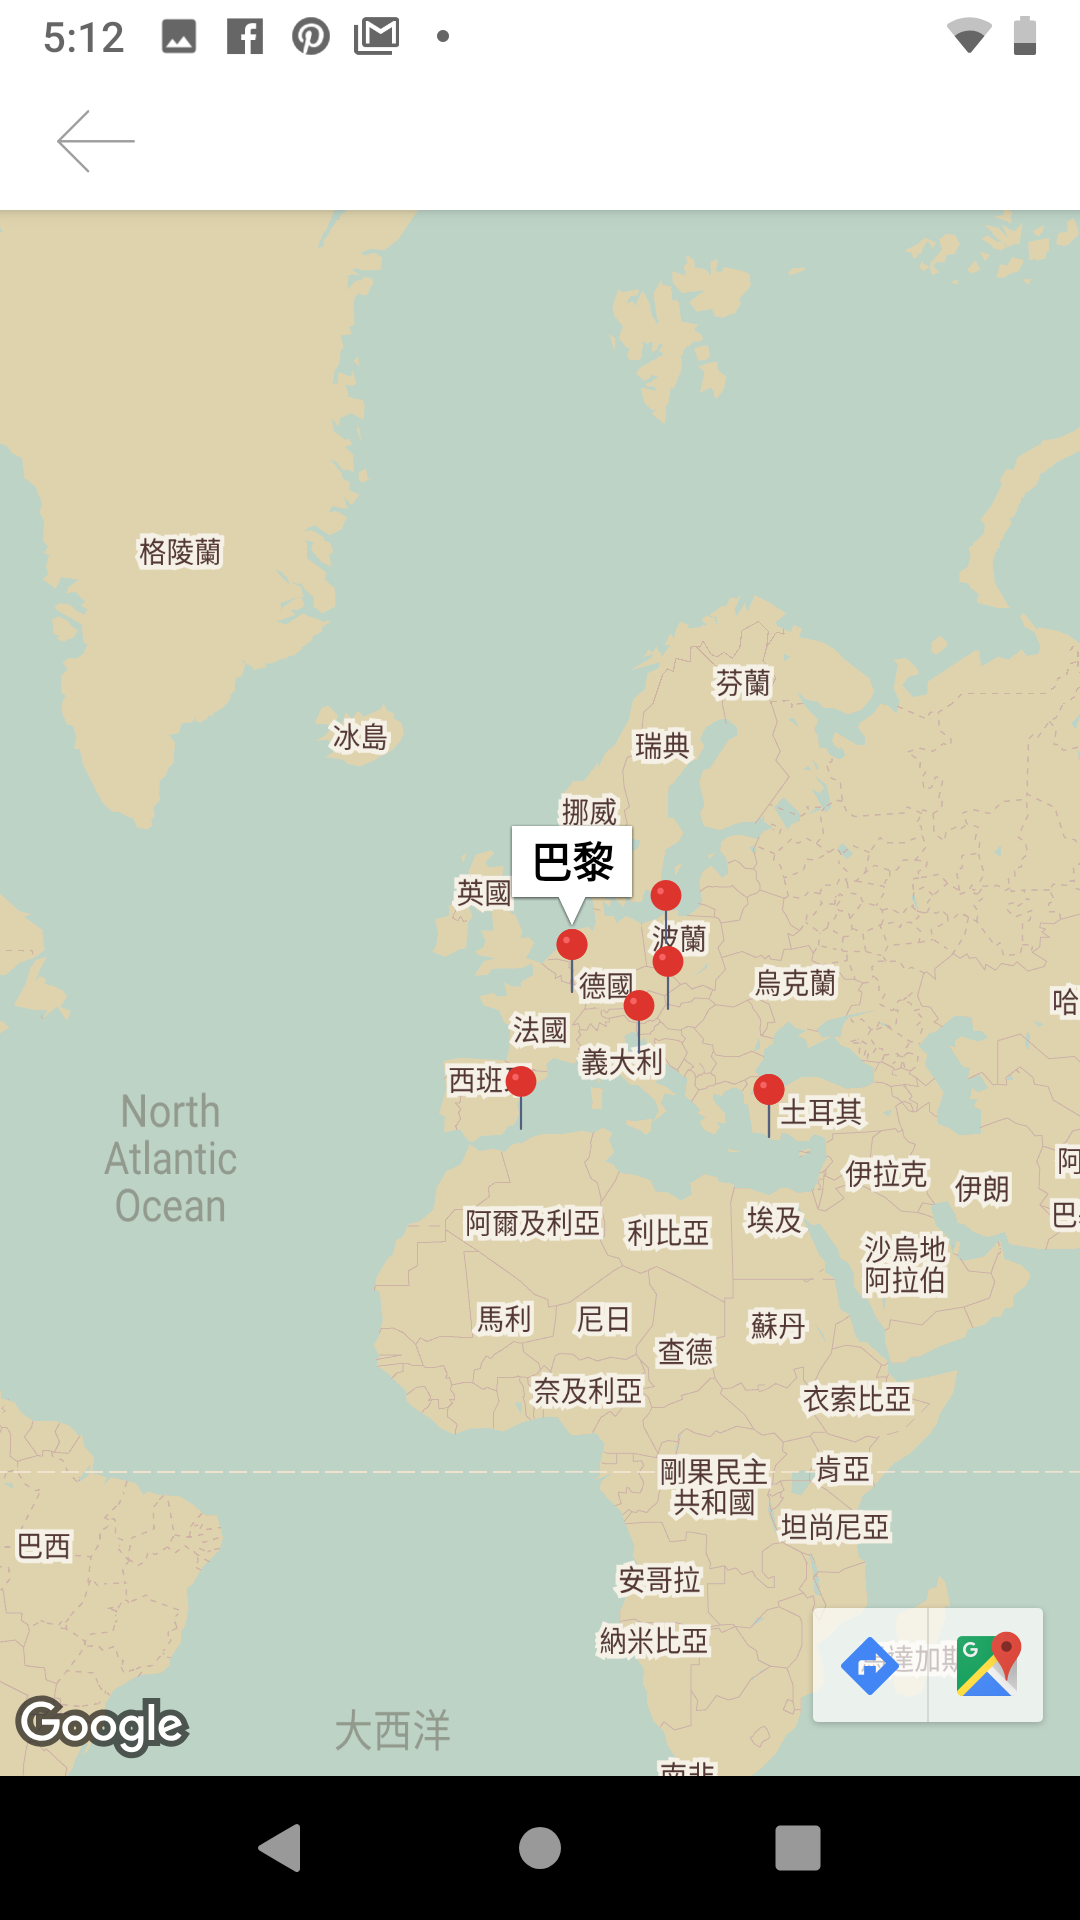 5:12
格陵蘭
芬蘭
冰島
瑞典
挪威
巴黎
英國
波蘭
德國
烏克蘭
哈
法國
義大利
西班
土耳其
North
Atlantic
Ocean
伊拉克
伊朗
阿
巴
阿爾及利亞
利比亞
埃及
沙烏地
阿拉伯
馬利
尼日
蘇丹
查德
奈及利亞
衣索比亞
剛果民主
共和國
肯亞
坦尚尼亞
巴西
安哥拉
納米比亞
達加斯
G
Google
大西洋
南非